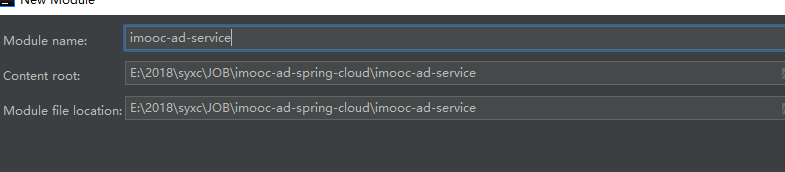 New Module
Module name: imooc-ad-service
Content root: E:\2018\syxc\JOB\imooc-ad-spring-cloud\imooc-ad-service
Module file location: E:\2018\syxc\JOB\imooc-ad-spring-cloud\imooc-ad-service